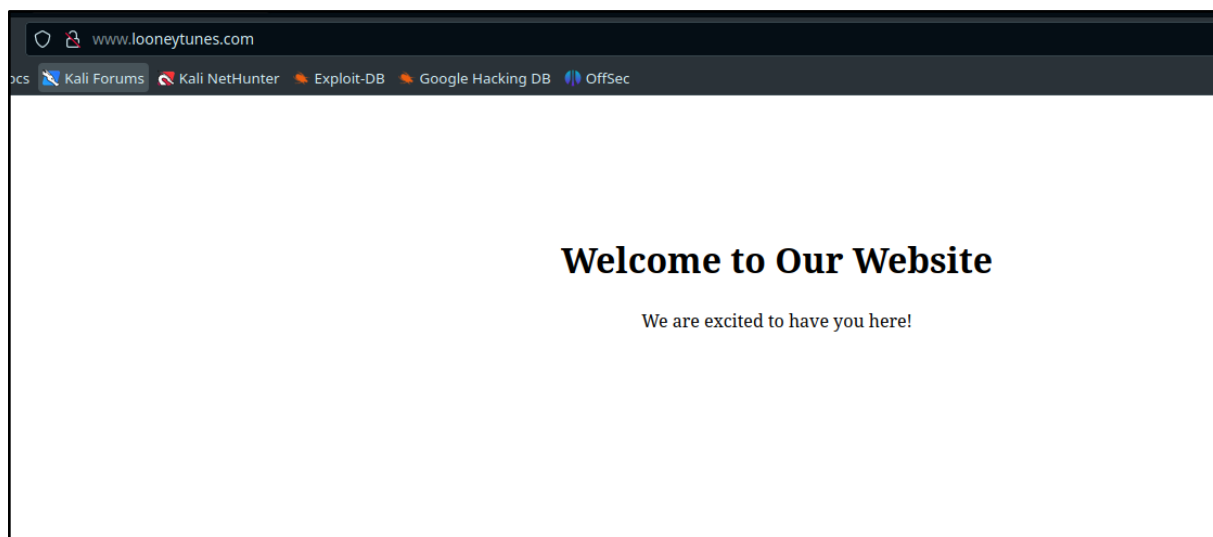 www.looneytunes.com
ocs Kali Forums Kali NetHunter Exploit-DB Google Hacking DB OffSec
Welcome to Our Website
We are excited to have you here!